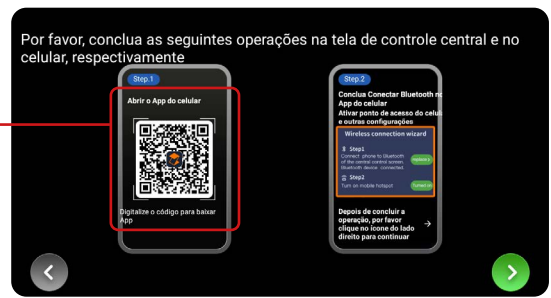 Por favor, conclua as seguintes operações na tela de controle central e no
celular, respectivamente
Step.1
Abrir o App do celular
Digitalize o código para baixar
App
Step.2
Conclua Conectar Bluetooth no
App do celular
Ativar ponto de acesso do celul
e outras configurações
Wireless connection wizard
Step1
Connect phone to Bluetooth
of the central control screen.
Bluetooth device connected.
Step2
Turn on mobile hotspot
Turned on
Depois de concluir a
operação, por favor
clique no ícone do lado
direito para continuar